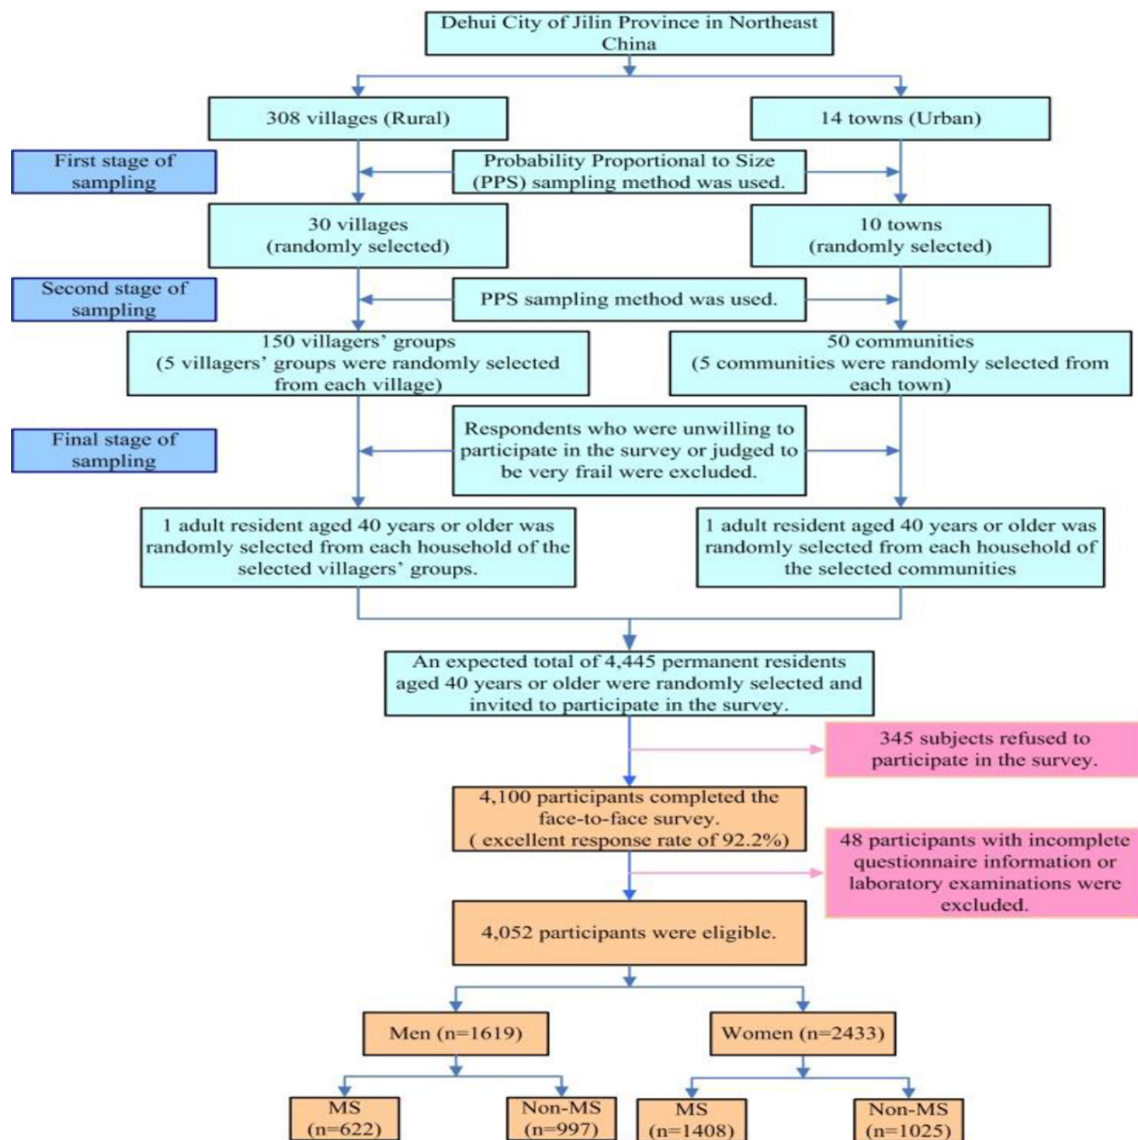 Dehui City of Jilin Province in Northeast
China
308 villages (Rural)
14 towns (Urban)
First stage of
sampling
Probability Proportional to Size
(PPS) sampling method was used.
30 villages
(randomly selected)
10 towns
(randomly selected)
Second stage of
sampling
PPS sampling method was used.
150 villagers’ groups
(5 villagers’ groups were randomly selected
from each village)
50 communities
(5 communities were randomly selected from
each town)
Final stage of
sampling
Respondents who were unwilling to
participate in the survey or judged to
be very frail were excluded.
1 adult resident aged 40 years or older was
randomly selected from each household of the
selected villagers’ groups.
1 adult resident aged 40 years or older was
randomly selected from each household of
the selected communities
An expected total of 4,445 permanent residents
aged 40 years or older were randomly selected and
invited to participate in the survey.
345 subjects refused to
participate in the survey.
4,100 participants completed the
face-to-face survey.
( excellent response rate of 92.2%)
48 participants with incomplete
questionnaire information or
laboratory examinations were
excluded.
4,052 participants were eligible.
Men (n=1619)
Women (n=2433)
MS
(n=622)
Non-MS
(n=997)
MS
(n=1408)
Non-MS
(n=1025)